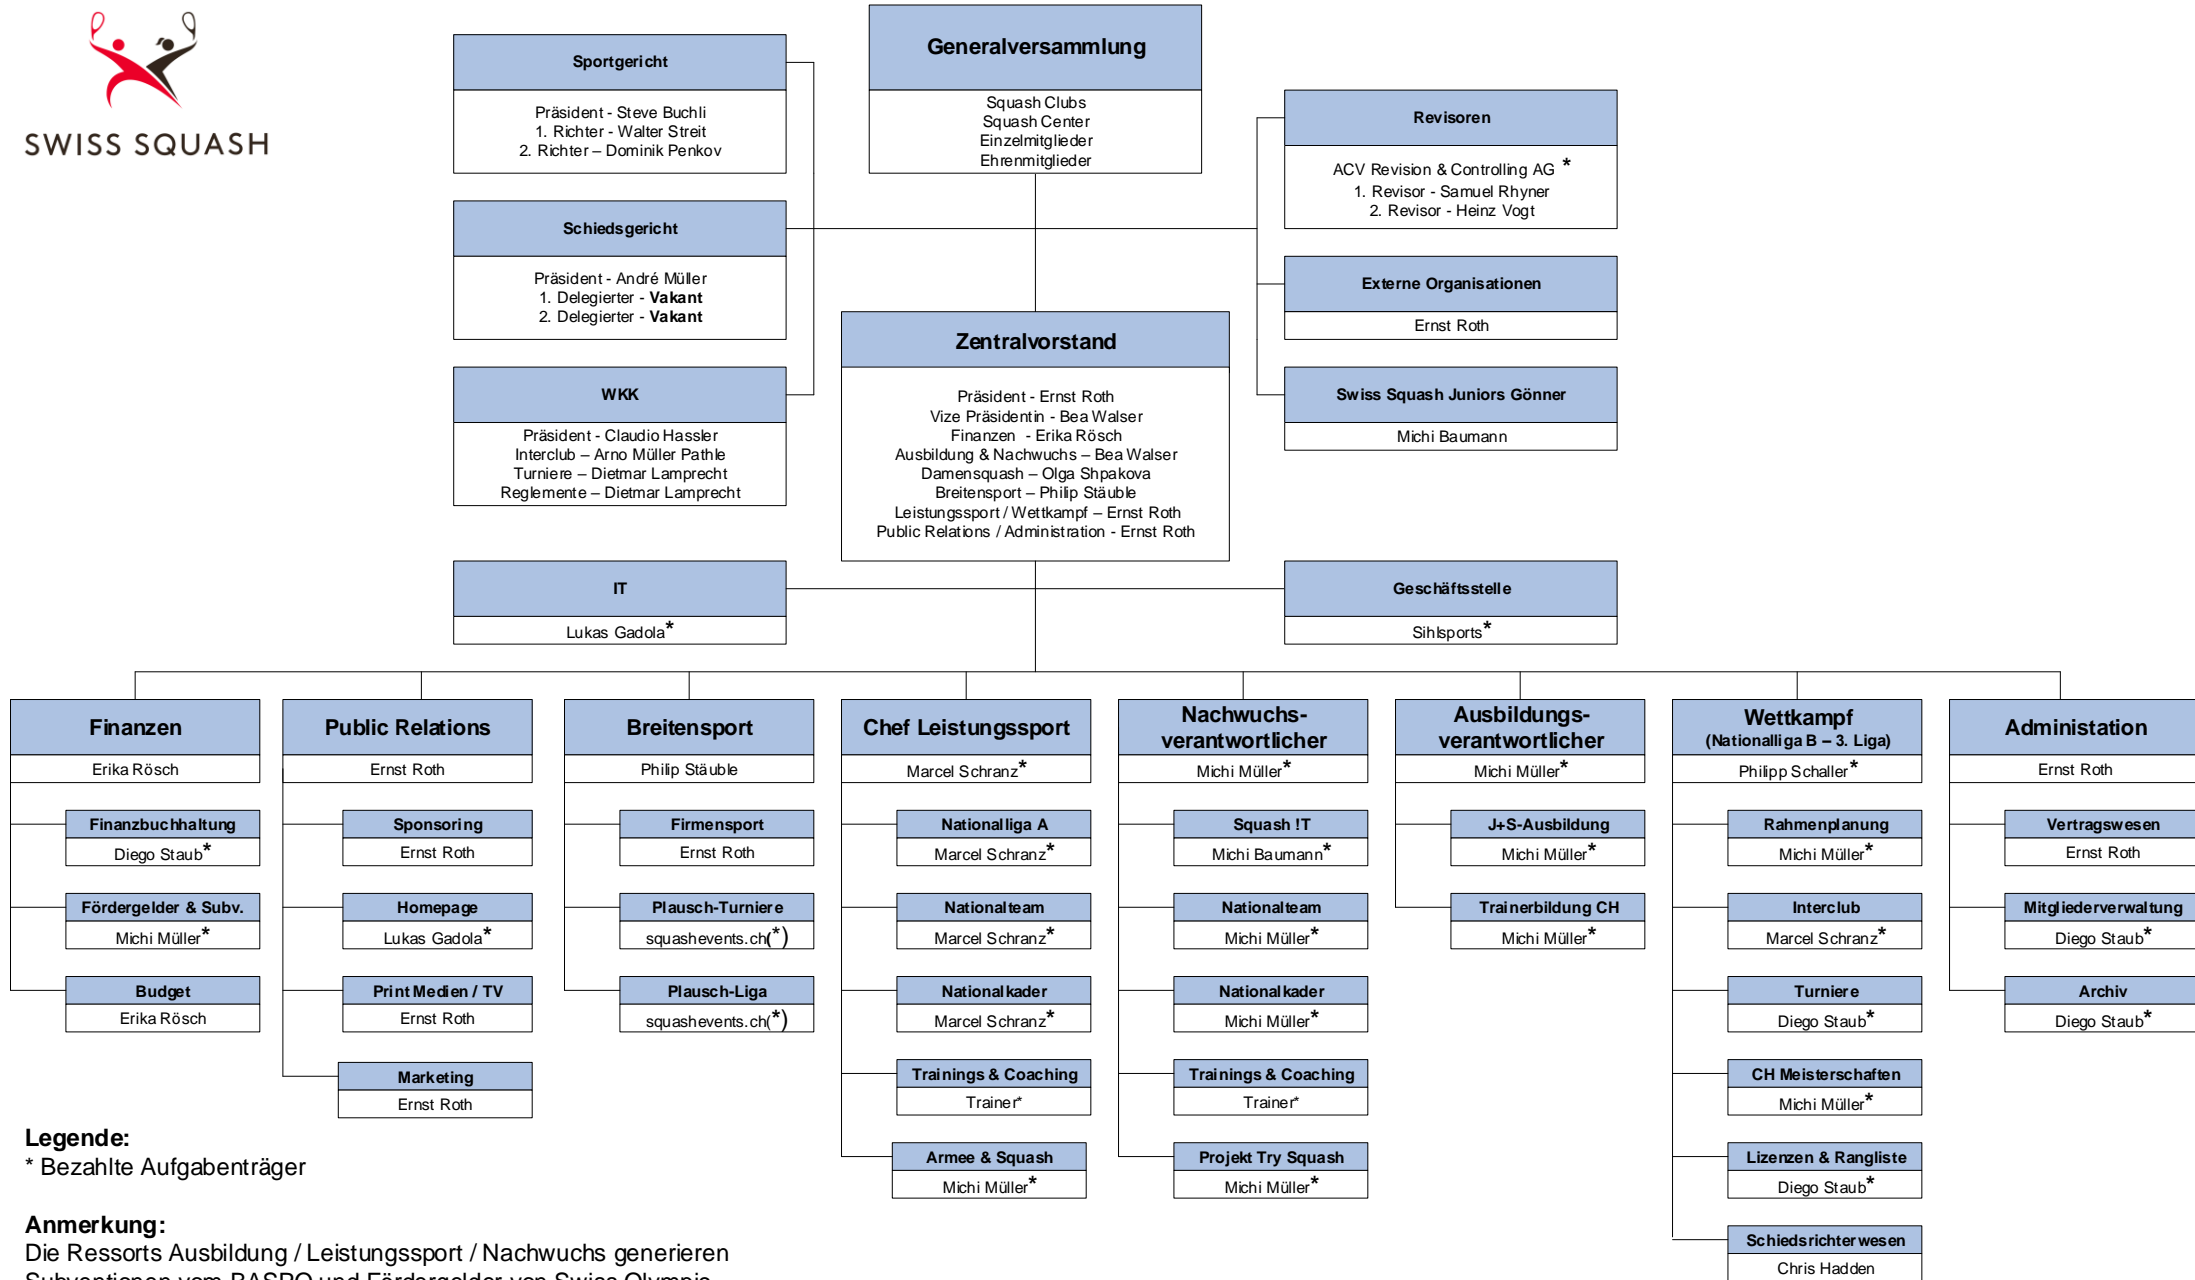 SWISS SQUASH
Generalversammlung
Squash Clubs
Squash Center
Einzelmitglieder
Ehrenmitglieder
Sportgericht
Präsident - Steve Buchli
1. Richter - Walter Streit
2. Richter – Dominik Penkov
Schiedsgericht
Präsident - André Müller
1. Delegierter - Vakant
2. Delegierter - Vakant
WKK
Präsident - Claudio Hassler
Interclub – Arno Müller Pathle
Turniere – Dietmar Lamprecht
Reglemente – Dietmar Lamprecht
Revisoren
ACV Revision & Controlling AG *
1. Revisor - Samuel Rhyner
2. Revisor - Heinz Vogt
Externe Organisationen
Ernst Roth
Swiss Squash Juniors Gönner
Michi Baumann
Zentralvorstand
Präsident - Ernst Roth
Vize Präsidentin - Bea Walser
Finanzen - Erika Rösch
Ausbildung & Nachwuchs – Bea Walser
Damensquash – Olga Shpakova
Breitensport – Philip Stäuble
Leistungssport / Wettkampf – Ernst Roth
Public Relations / Administration - Ernst Roth
IT
Lukas Gadola*
Geschäftsstelle
Sihlsports*
Finanzen
Erika Rösch
Finanzbuchhaltung
Diego Staub*
Fördergelder & Subv.
Michi Müller*
Budget
Erika Rösch
Public Relations
Ernst Roth
Sponsoring
Ernst Roth
Homepage
Lukas Gadola*
Print Medien / TV
Ernst Roth
Marketing
Ernst Roth
Breitensport
Philip Stäuble
Firmensport
Ernst Roth
Plausch-Turniere
squashevents.ch(*)
Plausch-Liga
squashevents.ch(*)
Chef Leistungssport
Marcel Schranz*
Nationalliga A
Marcel Schranz*
Nationalteam
Marcel Schranz*
Nationalkader
Marcel Schranz*
Trainings & Coaching
Trainer*
Armee & Squash
Michi Müller*
Nachwuchs-
verantwortlicher
Michi Müller*
Squash !T
Michi Baumann*
Nationalteam
Michi Müller*
Nationalkader
Michi Müller*
Trainings & Coaching
Trainer*
Projekt Try Squash
Michi Müller*
Ausbildungs-
verantwortlicher
Michi Müller*
J+S-Ausbildung
Michi Müller*
Trainerbildung CH
Michi Müller*
Wettkampf
(Nationalliga B – 3. Liga)
Philipp Schaller*
Rahmenplanung
Michi Müller*
Interclub
Marcel Schranz*
Turniere
Diego Staub*
CH Meisterschaften
Michi Müller*
Lizenzen & Rangliste
Diego Staub*
Schiedsrichterwesen
Chris Hadden
Administation
Ernst Roth
Vertragswesen
Ernst Roth
Mitgliederverwaltung
Diego Staub*
Archiv
Diego Staub*
Legende:
* Bezahlte Aufgabenträger
Anmerkung:
Die Ressorts Ausbildung / Leistungssport / Nachwuchs generieren
Subventionen vom BASPO und Fördergelder von Swiss Olympic